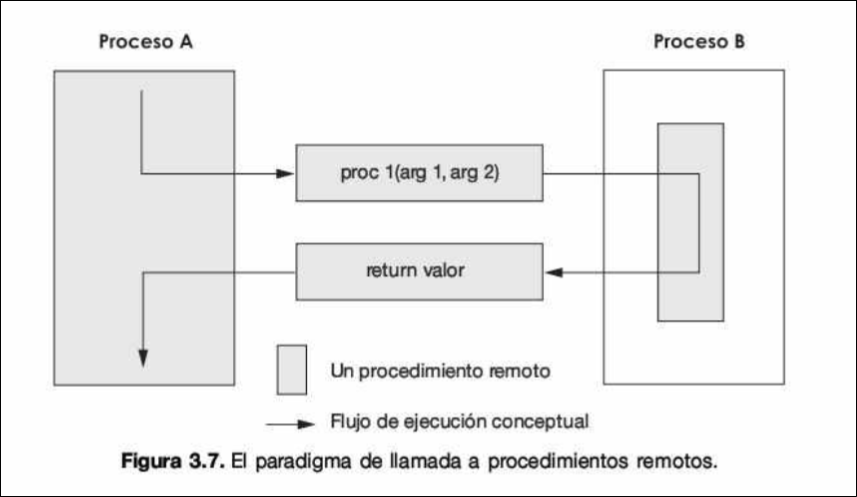 Proceso A
Proceso B
proc 1(arg 1, arg 2)
return valor
Un procedimiento remoto
Flujo de ejecución conceptual
Figura 3.7. El paradigma de llamada a procedimientos remotos.